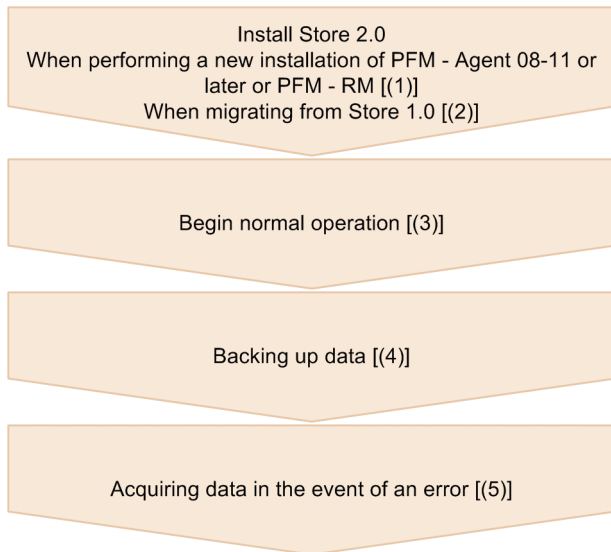 Install Store 2.0
When performing a new installation of PFM - Agent 08-11 or
later or PFM - RM [(1)]
When migrating from Store 1.0 [(2)]
Begin normal operation [(3)]
Backing up data [(4)]
Acquiring data in the event of an error [(5)]